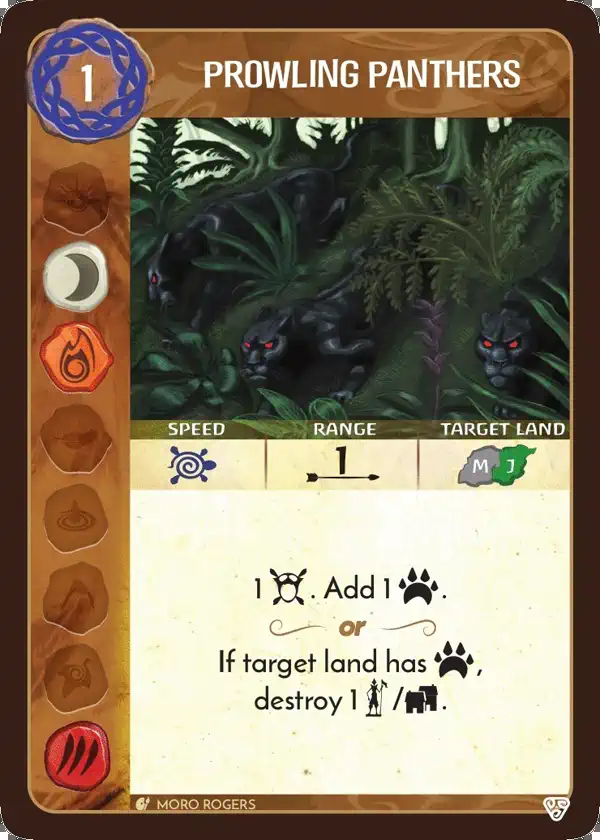 1
PROWLING PANTHERS
SPEED RANGE TARGET LAND
1 M J
1 . Add 1 .
or
If target land has ,
destroy 1 / .
MORO ROGERS